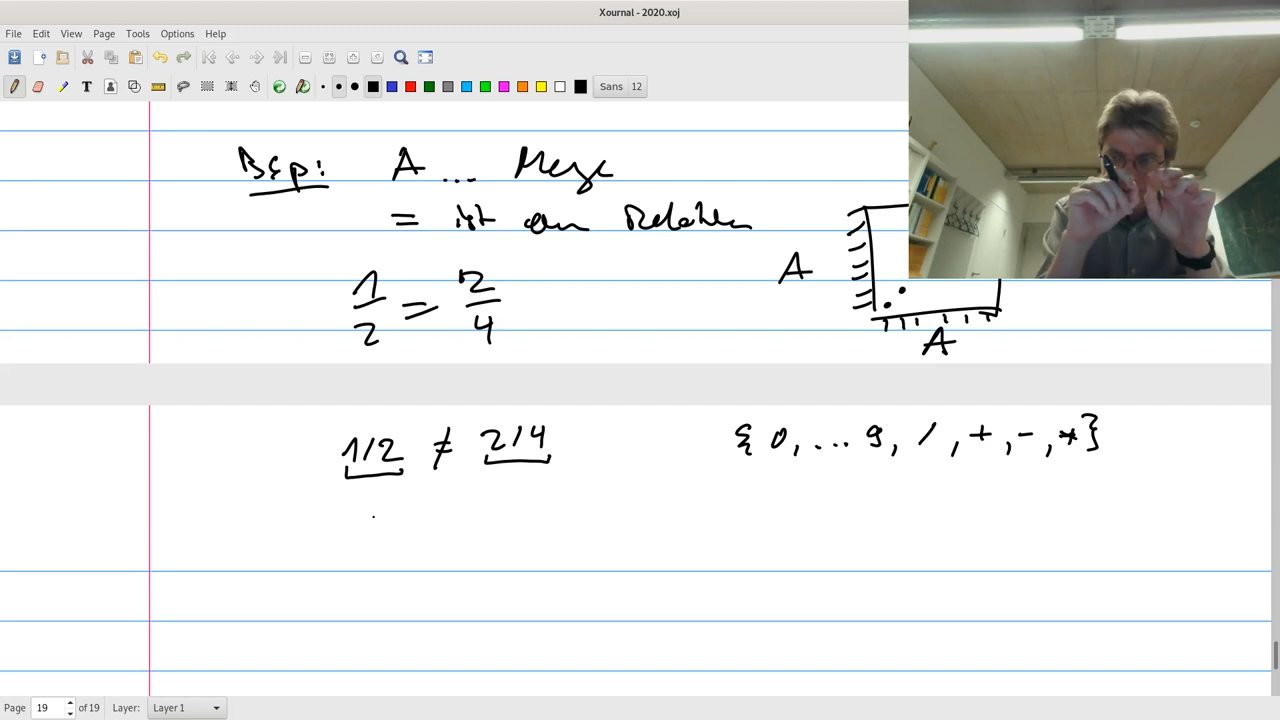 Xournal - 2020.xoj
File Edit View Page Tools Options Help
Sans 12
Bsp: A ... Menge
= ist eine Relation
1/2 = 2/4
A
A
1/2 ≠ 2/4
{ 0, ... 9, /, +, -, * }
Page 19 of 19 Layer: Layer 1